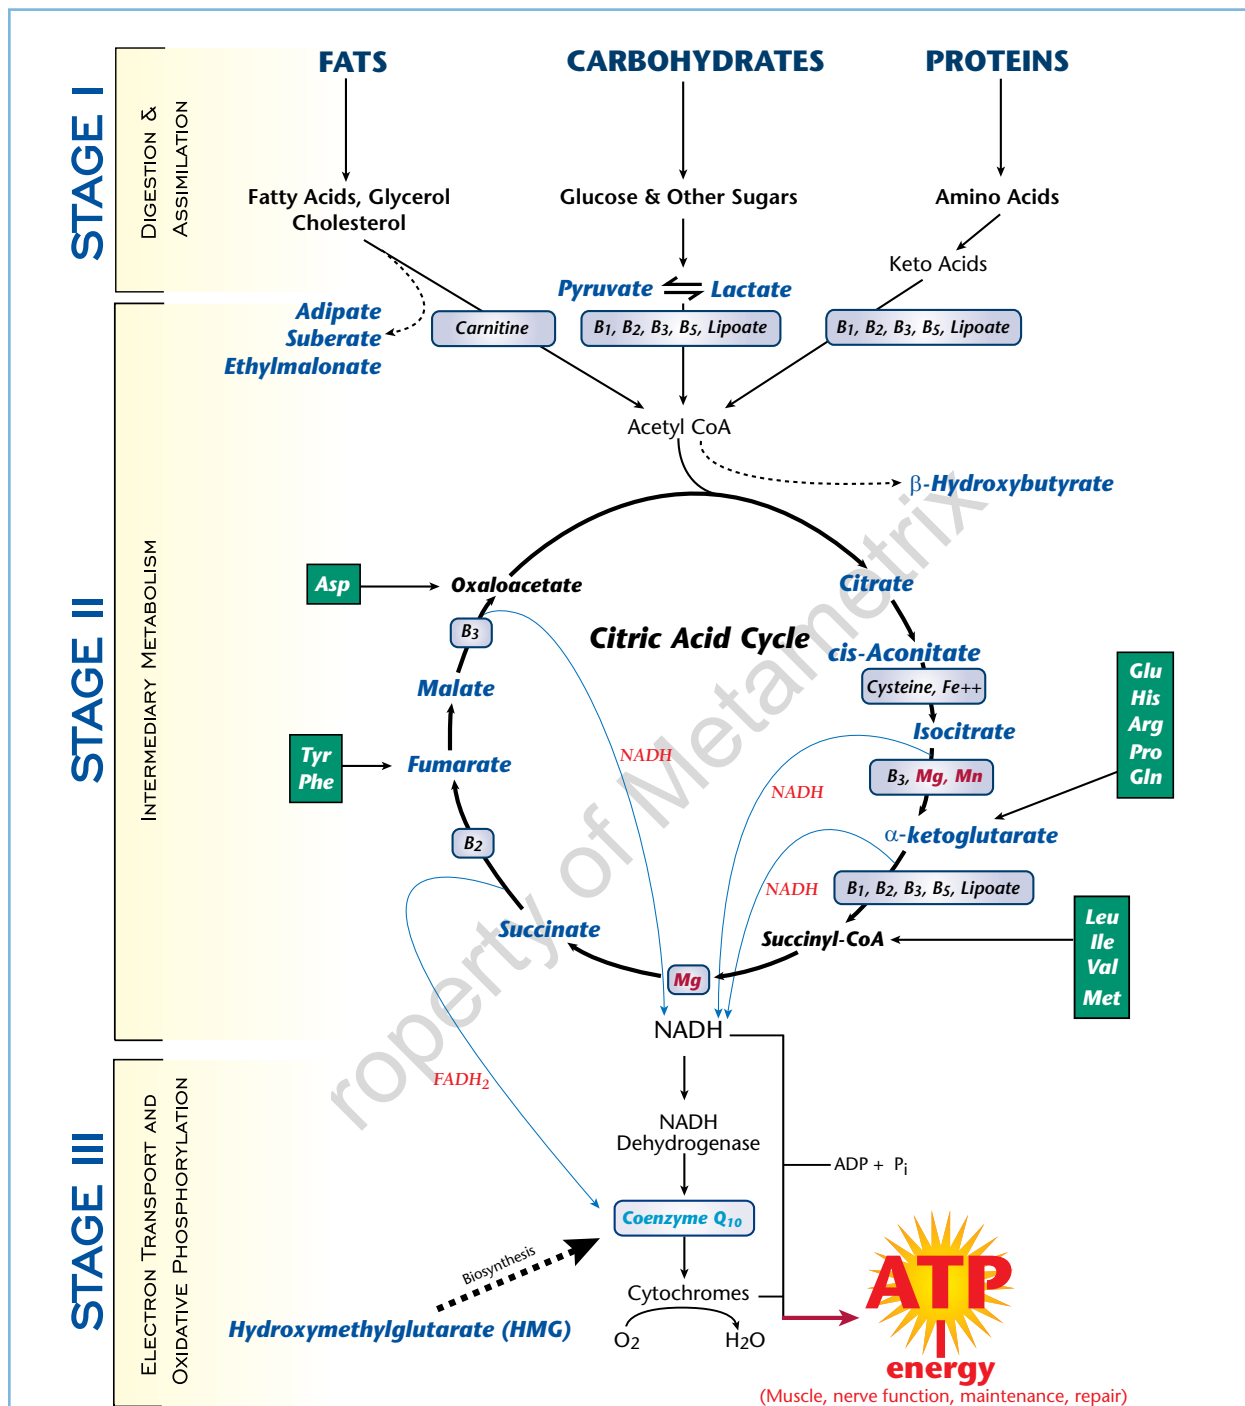 STAGE I
DIGESTION &
ASSIMILATION
FATS
CARBOHYDRATES
PROTEINS
Fatty Acids, Glycerol
Cholesterol
Glucose & Other Sugars
Amino Acids
Keto Acids
Pyruvate
Lactate
STAGE II
INTERMEDIARY METABOLISM
Adipate
Suberate
Ethylmalonate
Carnitine
B1, B2, B3, B5, Lipoate
B1, B2, B3, B5, Lipoate
Acetyl CoA
β-Hydroxybutyrate
Asp
Oxaloacetate
Citrate
B3
Citric Acid Cycle
cis-Aconitate
Cysteine, Fe++
Malate
Isocitrate
Glu
His
Arg
Pro
Gln
Tyr
Phe
Fumarate
NADH
NADH
B3, Mg, Mn
α-ketoglutarate
B2
NADH
B1, B2, B3, B5, Lipoate
Succinate
Succinyl-CoA
Leu
Ile
Val
Met
Mg
NADH
STAGE III
ELECTRON TRANSPORT AND
OXIDATIVE PHOSPHORYLATION
FADH2
NADH
Dehydrogenase
ADP + Pi
Coenzyme Q10
Biosynthesis
Cytochromes
Hydroxymethylglutarate (HMG)
O2
H2O
ATP
energy
(Muscle, nerve function, maintenance, repair)
roperty of Metametrix